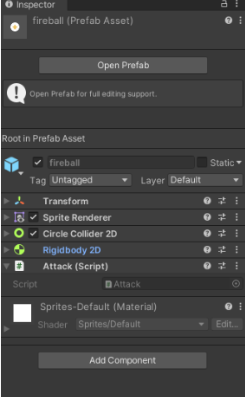 Inspector
fireball (Prefab Asset)
Open Prefab
Open Prefab for full editing support.
Root in Prefab Asset
fireball
Static
Tag Untagged Layer Default
Transform
Sprite Renderer
Circle Collider 2D
Rigidbody 2D
Attack (Script)
Script Attack
Sprites-Default (Material)
Shader Sprites/Default Edit...
Add Component